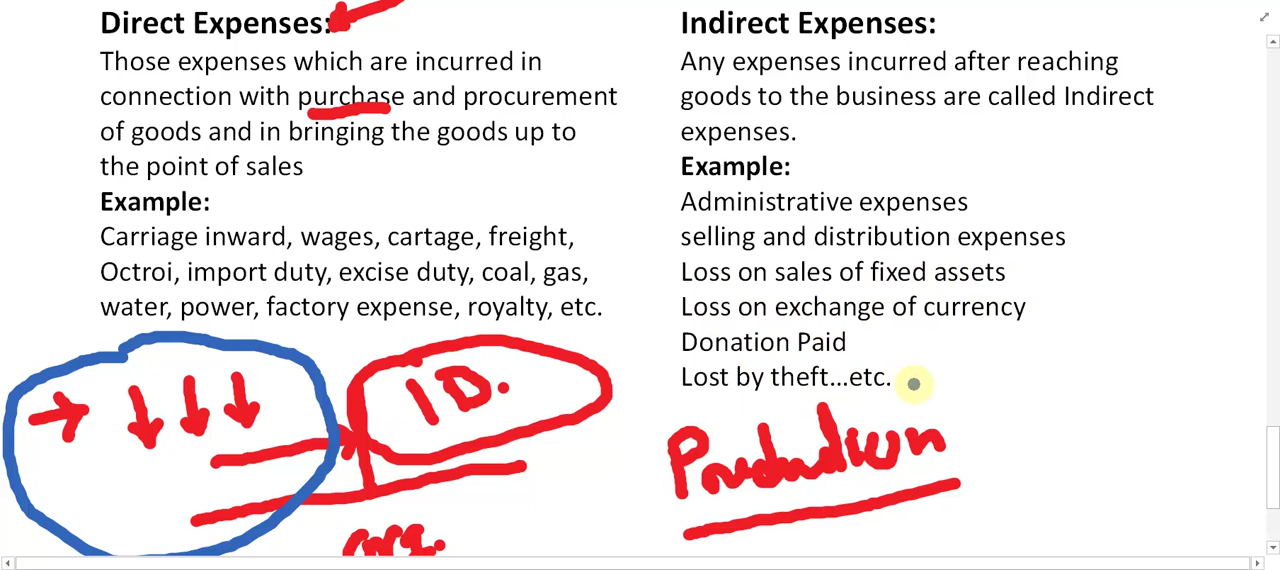 Direct Expenses:
Those expenses which are incurred in
connection with purchase and procurement
of goods and in bringing the goods up to
the point of sales
Example:
Carriage inward, wages, cartage, freight,
Octroi, import duty, excise duty, coal, gas,
water, power, factory expense, royalty, etc.
ID.
Indirect Expenses:
Any expenses incurred after reaching
goods to the business are called Indirect
expenses.
Example:
Administrative expenses
selling and distribution expenses
Loss on sales of fixed assets
Loss on exchange of currency
Donation Paid
Lost by theft...etc.